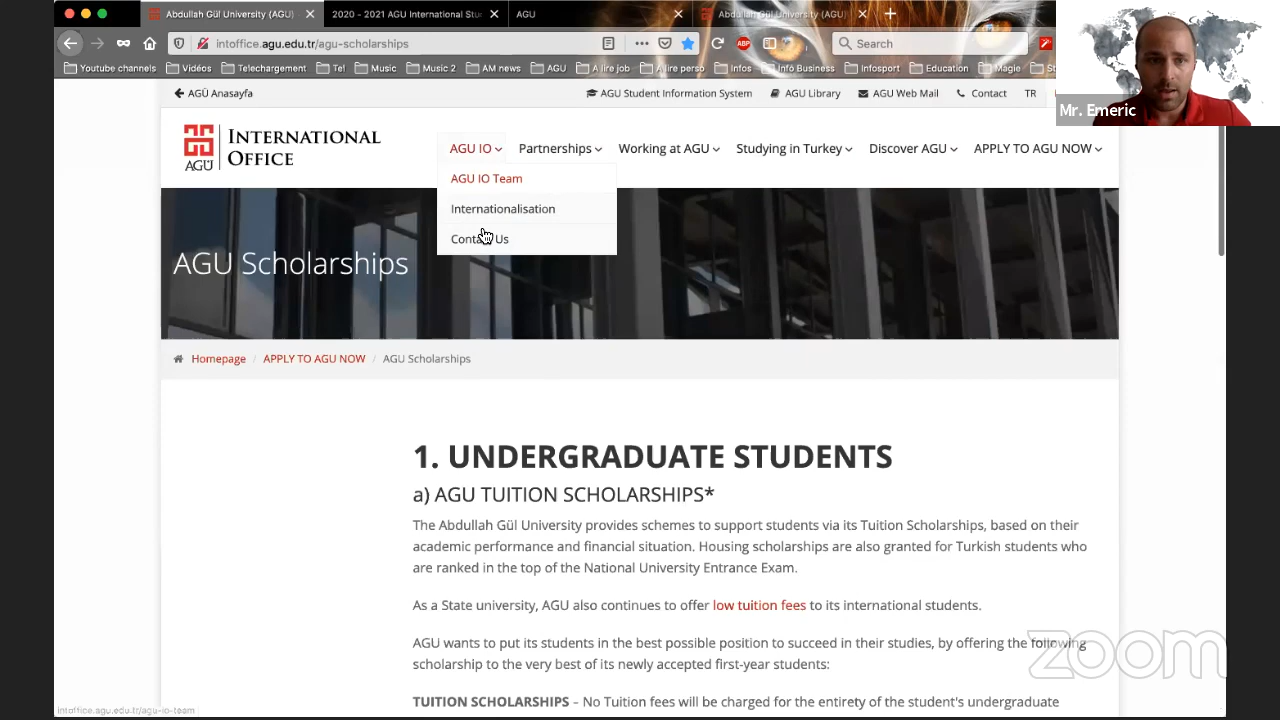 Abdullah Gül University (AGU)
2020 - 2021 AGU International Stu
AGU
Abdullah Gül University (AGU)
intoffice.agu.edu.tr/agu-scholarships
Search
ABP
Youtube channels
Vidéos
Telechargement
Tel
Music
Music 2
AM news
AGU
A lire job
A lire perso
Infos
Info Business
Infosport
Education
Magie
Mr. Emeric
AGÜ Anasayfa
AGU Student Information System
AGU Library
AGU Web Mail
Contact
TR
AGÜ
INTERNATIONAL
OFFICE
AGU IO
Partnerships
Working at AGU
Studying in Turkey
Discover AGU
APPLY TO AGU NOW
AGU IO Team
Internationalisation
Contact Us
AGU Scholarships
Homepage / APPLY TO AGU NOW / AGU Scholarships
1. UNDERGRADUATE STUDENTS
a) AGU TUITION SCHOLARSHIPS*
The Abdullah Gül University provides schemes to support students via its Tuition Scholarships, based on their
academic performance and financial situation. Housing scholarships are also granted for Turkish students who
are ranked in the top of the National University Entrance Exam.
As a State university, AGU also continues to offer low tuition fees to its international students.
AGU wants to put its students in the best possible position to succeed in their studies, by offering the following
scholarship to the very best of its newly accepted first-year students:
TUITION SCHOLARSHIPS – No Tuition fees will be charged for the entirety of the student's undergraduate
zoom
intoffice.agu.edu.tr/agu-io-team